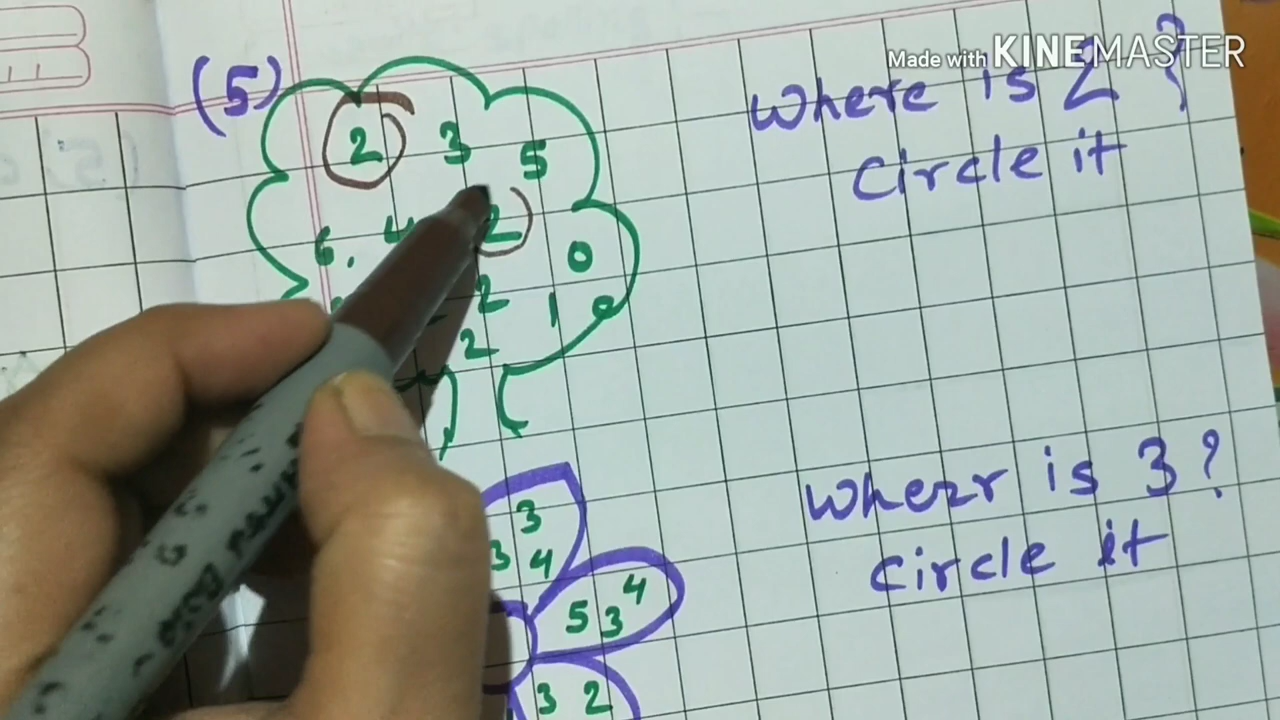 Made with KINEMASTER
(5)
Where is 2 ?
Circle it
2 3 5
6. 4 2 0
2 1
2
Wherr is 3 ?
Circle it
3
3 4
5 3 4
3 2